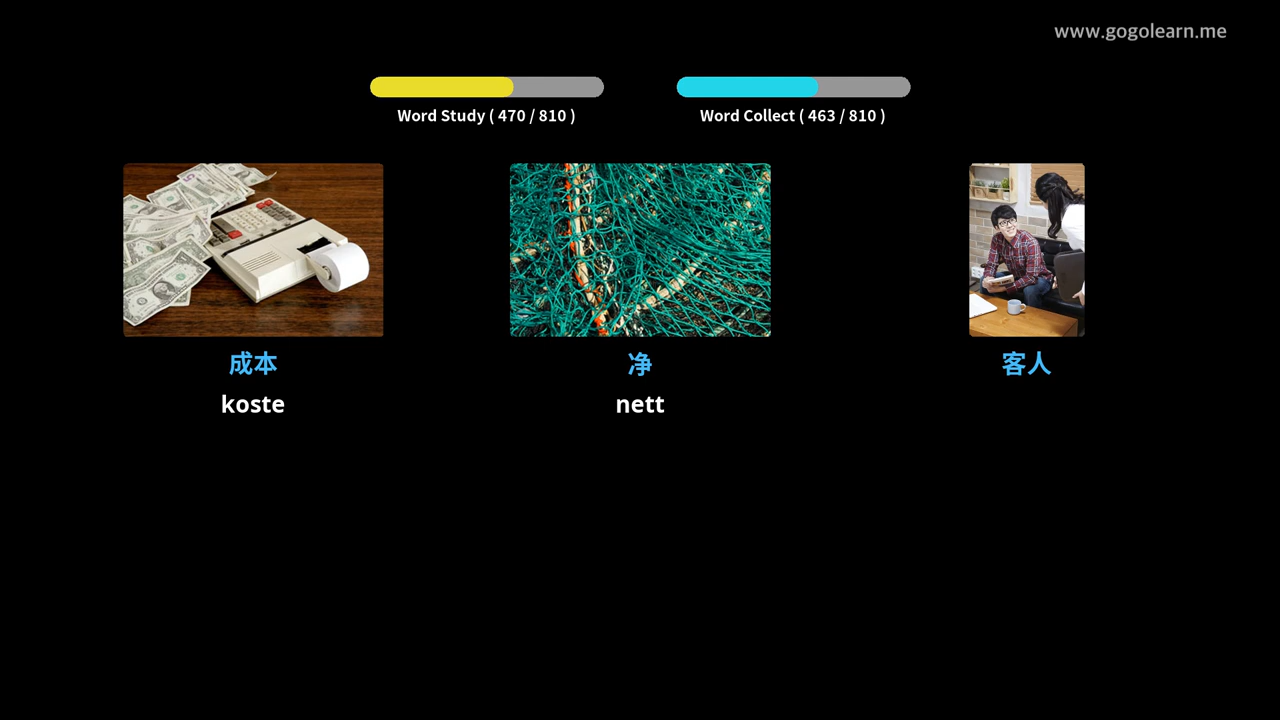 www.gogolearn.me
Word Study ( 470 / 810 )
Word Collect ( 463 / 810 )
成本
koste
净
nett
客人